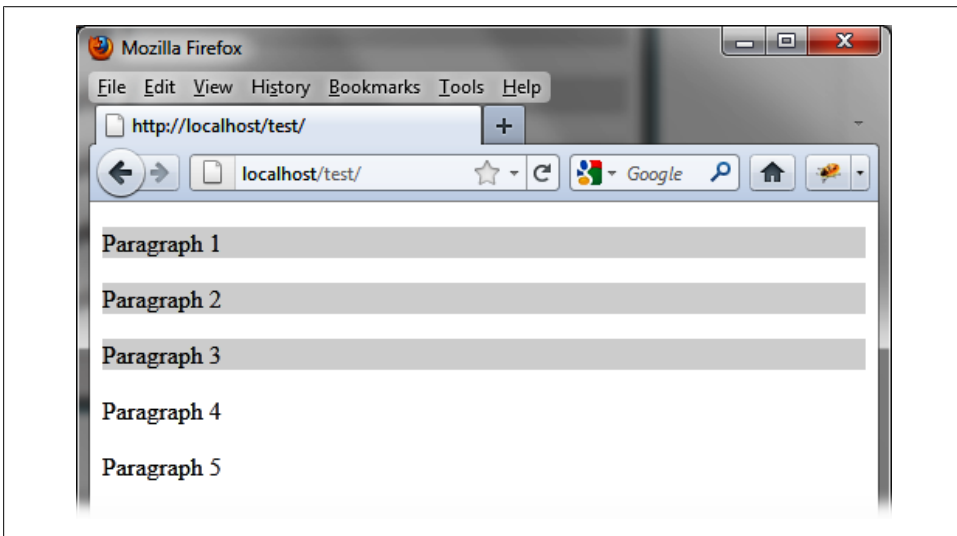 Mozilla Firefox
File Edit View History Bookmarks Tools Help
http://localhost/test/
localhost/test/ Google
Paragraph 1
Paragraph 2
Paragraph 3
Paragraph 4
Paragraph 5